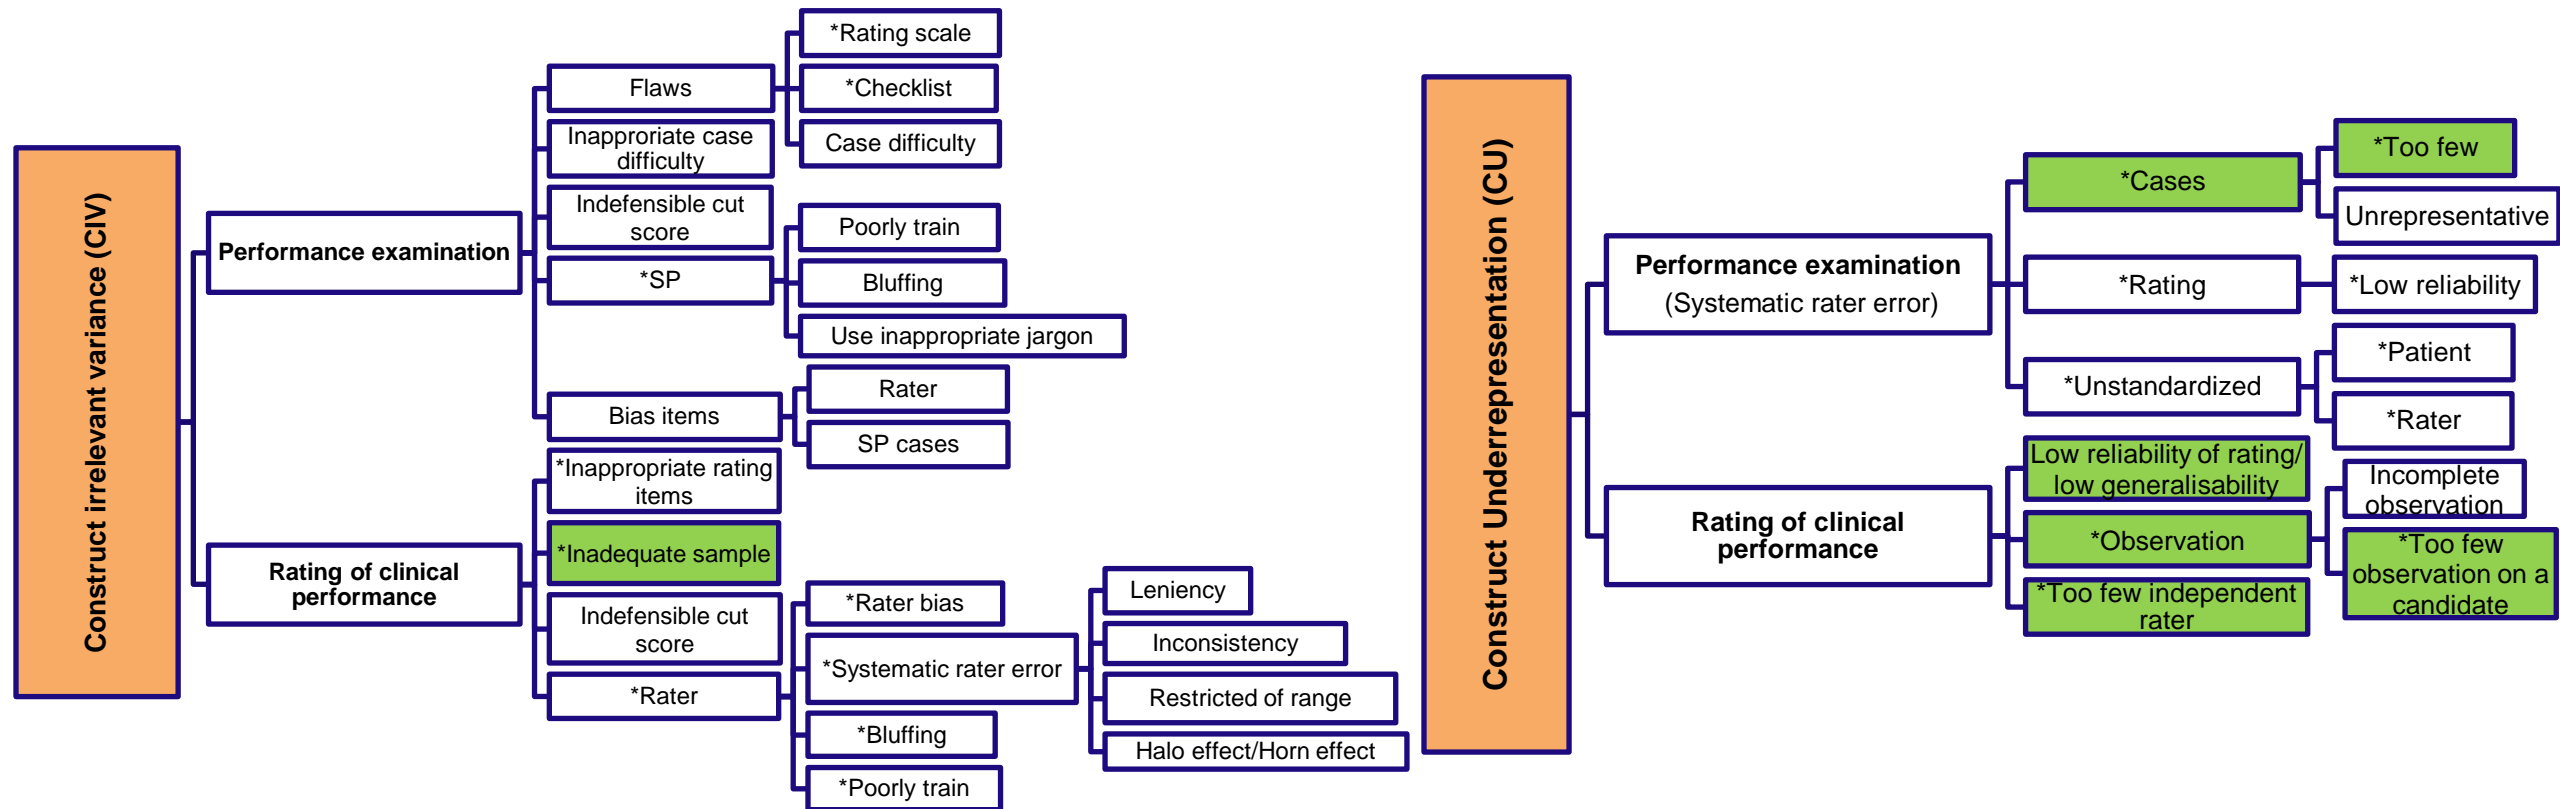 Construct irrelevant variance (CIV)
Performance examination
Flaws
*Rating scale
*Checklist
Case difficulty
Inapproriate case
difficulty
Indefensible cut
score
*SP
Poorly train
Bluffing
Use inappropriate jargon
Bias items
Rater
SP cases
Rating of clinical
performance
*Inappropriate rating
items
*Inadequate sample
Indefensible cut
score
*Rater
*Rater bias
*Systematic rater error
Leniency
Inconsistency
Restricted of range
Halo effect/Horn effect
*Bluffing
*Poorly train
Construct Underrepresentation (CU)
Performance examination
(Systematic rater error)
*Cases
*Too few
Unrepresentative
*Rating
*Low reliability
*Unstandardized
*Patient
*Rater
Rating of clinical
performance
Low reliability of rating/
low generalisability
*Observation
Incomplete
observation
*Too few
observation on a
candidate
*Too few independent
rater